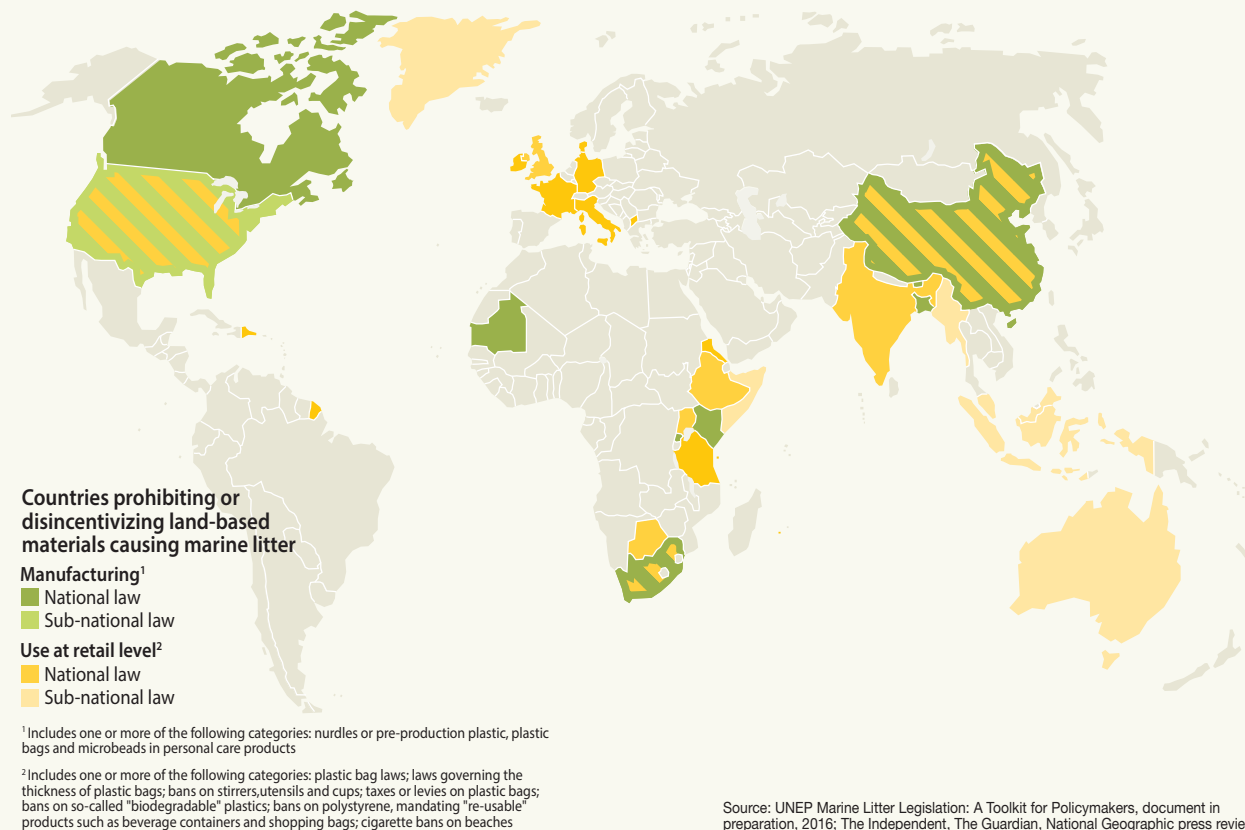 Countries prohibiting or
disincentivizing land-based
materials causing marine litter
Manufacturing¹
National law
Sub-national law
Use at retail level²
National law
Sub-national law
¹ Includes one or more of the following categories: nurdles or pre-production plastic, plastic
bags and microbeads in personal care products
² Includes one or more of the following categories: plastic bag laws; laws governing the
thickness of plastic bags; bans on stirrers,utensils and cups; taxes or levies on plastic bags;
bans on so-called "biodegradable" plastics; bans on polystyrene, mandating "re-usable"
products such as beverage containers and shopping bags; cigarette bans on beaches
Source: UNEP Marine Litter Legislation: A Toolkit for Policymakers, document in
preparation, 2016; The Independent, The Guardian, National Geographic press